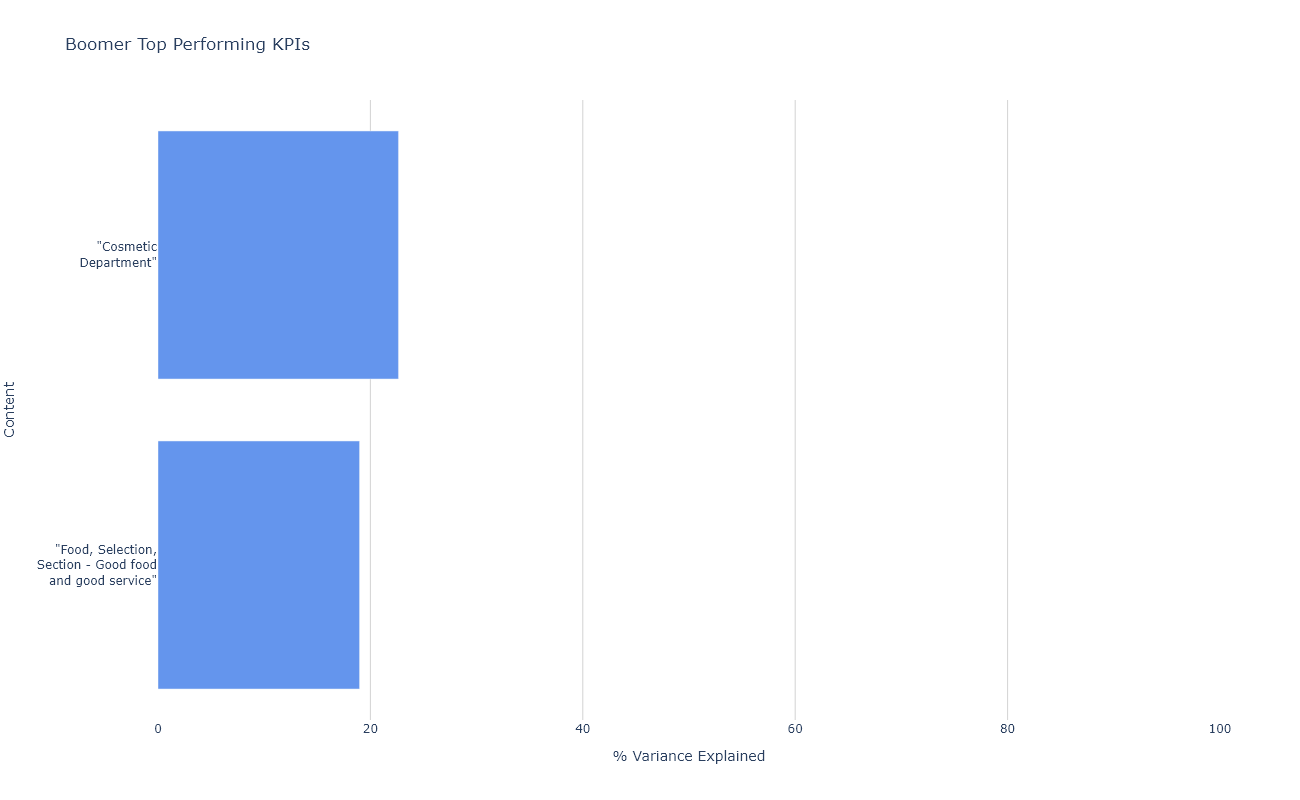 Boomer Top Performing KPIs
"Cosmetic
Department"
Content
"Food, Selection,
Section - Good food
and good service"
0 20 40 60 80 100
% Variance Explained